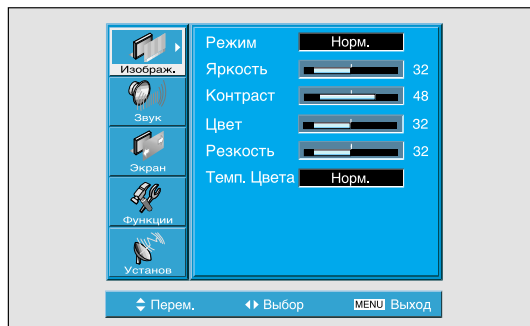 Изображ.
Звук
Экран
Функции
Установ
Режим Норм.
Яркость 32
Контраст 48
Цвет 32
Резкость 32
Темп. Цвета Норм.
Перем. Выбор MENU Выход